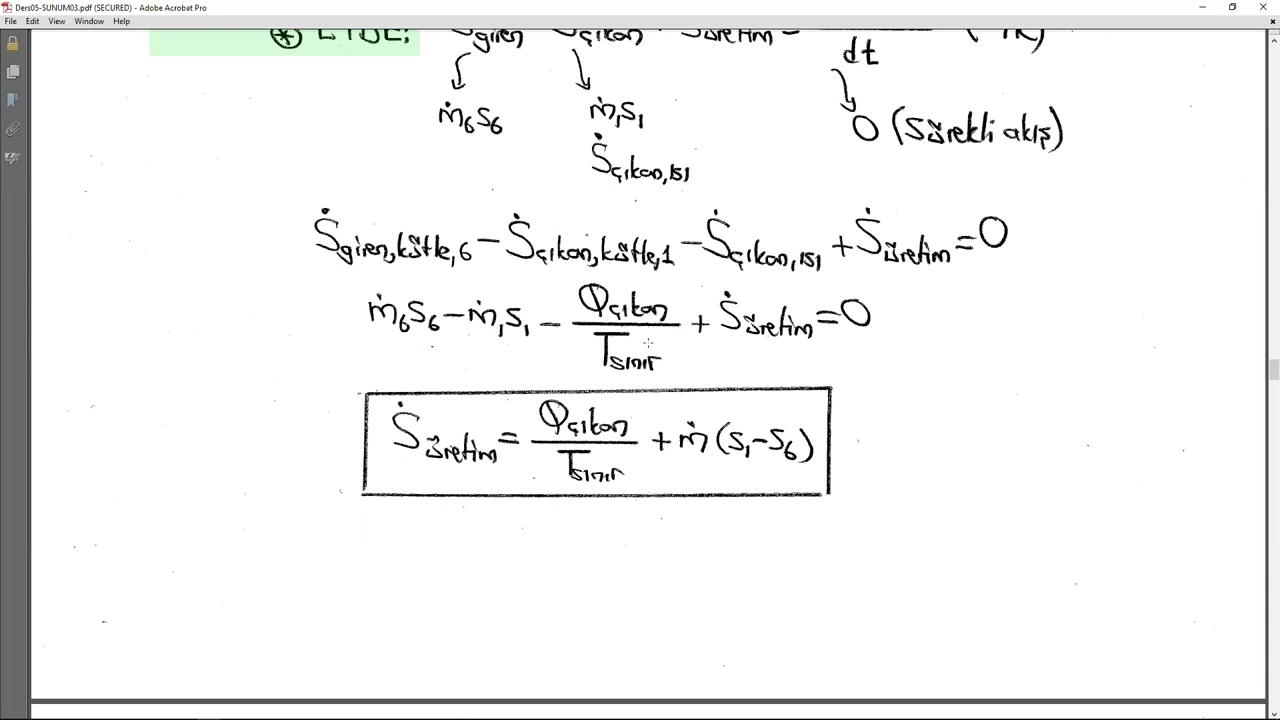 Ders05-SUNUM03.pdf (SECURED) - Adobe Acrobat Pro
File Edit View Window Help
dt
ṁ₆s₆ ṁ₁s₁ 0 (Sürekli akış)
Ṡçıkan,ısı
Ṡgiren,kütle,6 − Ṡçıkan,kütle,1 − Ṡçıkan,ısı + Ṡüretim = 0
ṁ₆s₆ − ṁ₁s₁ − Qçıkan / Tsınır + Ṡüretim = 0
Ṡüretim = Qçıkan / Tsınır + ṁ (s₁ − s₆)